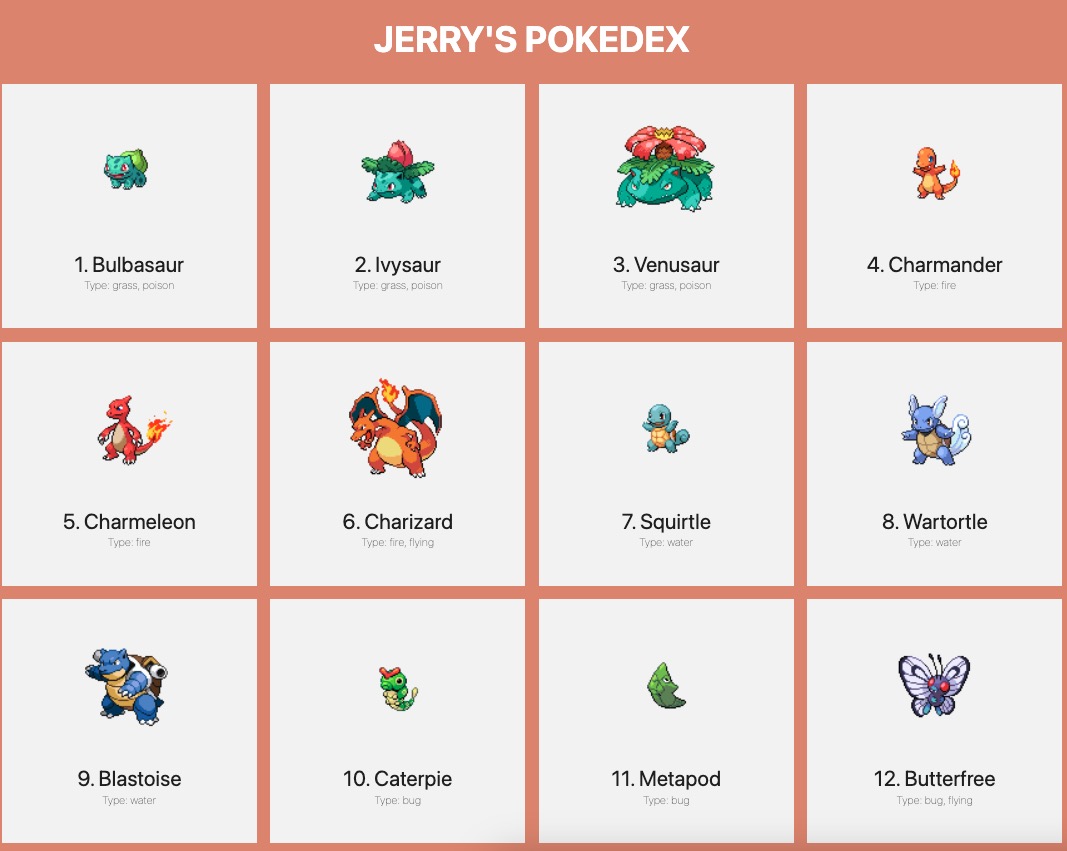 JERRY'S POKEDEX
1. Bulbasaur
Type: grass, poison
2. Ivysaur
Type: grass, poison
3. Venusaur
Type: grass, poison
4. Charmander
Type: fire
5. Charmeleon
Type: fire
6. Charizard
Type: fire, flying
7. Squirtle
Type: water
8. Wartortle
Type: water
9. Blastoise
Type: water
10. Caterpie
Type: bug
11. Metapod
Type: bug
12. Butterfree
Type: bug, flying